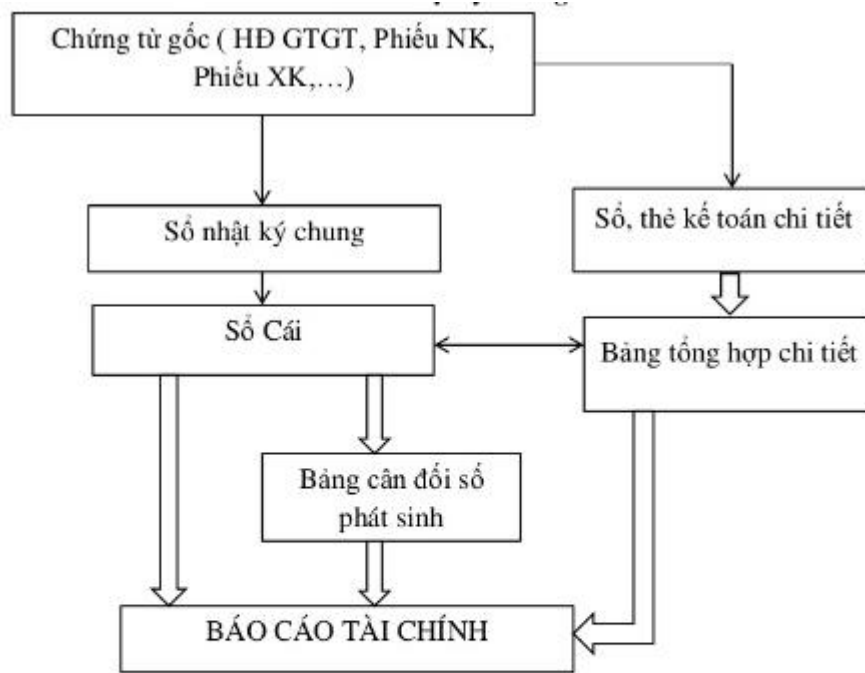 Chứng từ gốc ( HĐ GTGT, Phiếu NK,
Phiếu XK,…)
Sổ nhật ký chung
Sổ, thẻ kế toán chi tiết
Sổ Cái
Bảng tổng hợp chi tiết
Bảng cân đối số
phát sinh
BÁO CÁO TÀI CHÍNH